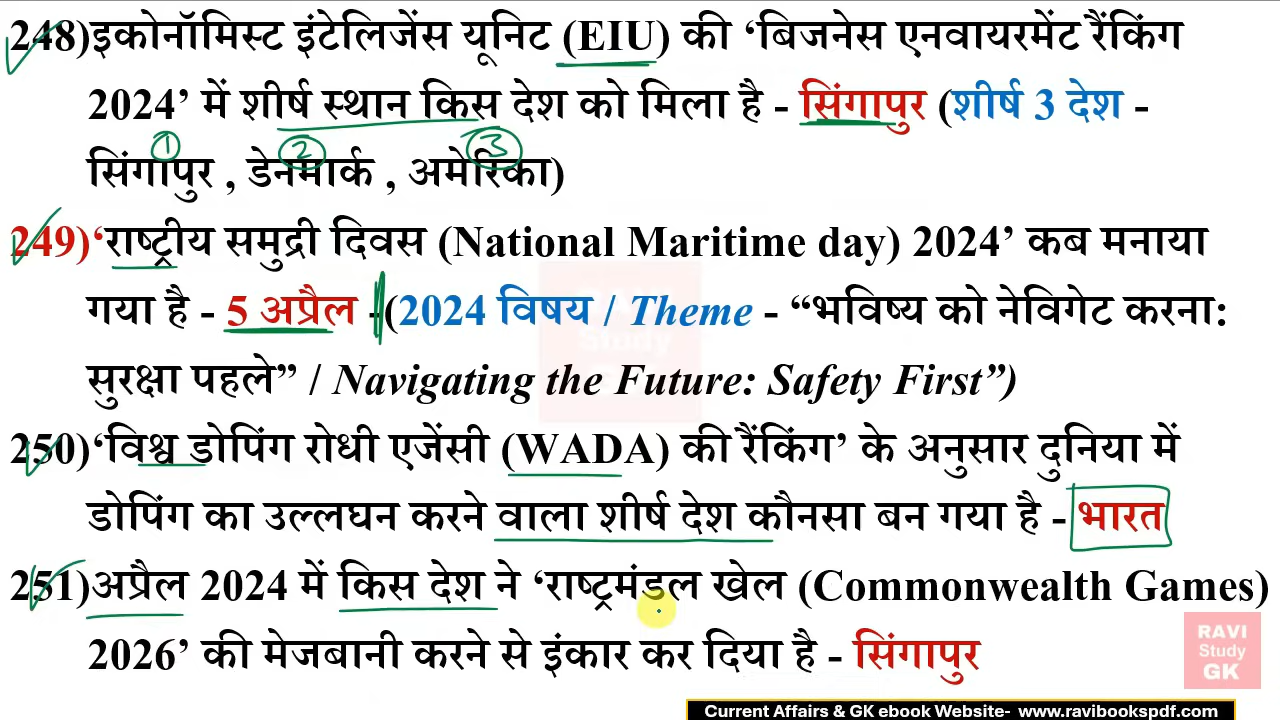 248)इकोनॉमिस्ट इंटेलिजेंस यूनिट (EIU) की ‘बिजनेस एनवायरमेंट रैंकिंग
2024’ में शीर्ष स्थान किस देश को मिला है - सिंगापुर (शीर्ष 3 देश -
1 2 3
सिंगापुर , डेनमार्क , अमेरिका)
249)‘राष्ट्रीय समुद्री दिवस (National Maritime day) 2024’ कब मनाया
गया है - 5 अप्रैल -(2024 विषय / Theme - “भविष्य को नेविगेट करना:
सुरक्षा पहले” / Navigating the Future: Safety First”)
250)‘विश्व डोपिंग रोधी एजेंसी (WADA) की रैंकिंग’ के अनुसार दुनिया में
डोपिंग का उल्लघन करने वाला शीर्ष देश कौनसा बन गया है - भारत
251)अप्रैल 2024 में किस देश ने ‘राष्ट्रमंडल खेल (Commonwealth Games)
2026’ की मेजबानी करने से इंकार कर दिया है - सिंगापुर
RAVI
Study
GK
Current Affairs & GK ebook Website- www.ravibookspdf.com